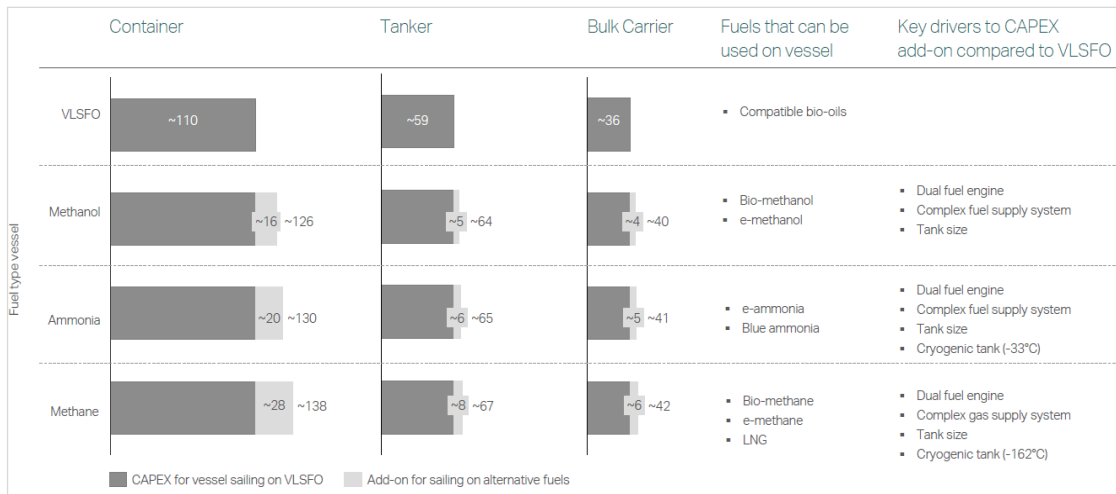 Container
Tanker
Bulk Carrier
Fuels that can be
used on vessel
Key drivers to CAPEX
add-on compared to VLSFO
Fuel type vessel
VLSFO
~110
~59
~36
▪ Compatible bio-oils
Methanol
~16 ~126
~5 ~64
~4 ~40
▪ Bio-methanol
▪ e-methanol
▪ Dual fuel engine
▪ Complex fuel supply system
▪ Tank size
Ammonia
~20 ~130
~6 ~65
~5 ~41
▪ e-ammonia
▪ Blue ammonia
▪ Dual fuel engine
▪ Complex fuel supply system
▪ Tank size
▪ Cryogenic tank (-33°C)
Methane
~28 ~138
~8 ~67
~6 ~42
▪ Bio-methane
▪ e-methane
▪ LNG
▪ Dual fuel engine
▪ Complex gas supply system
▪ Tank size
▪ Cryogenic tank (-162°C)
CAPEX for vessel sailing on VLSFO
Add-on for sailing on alternative fuels